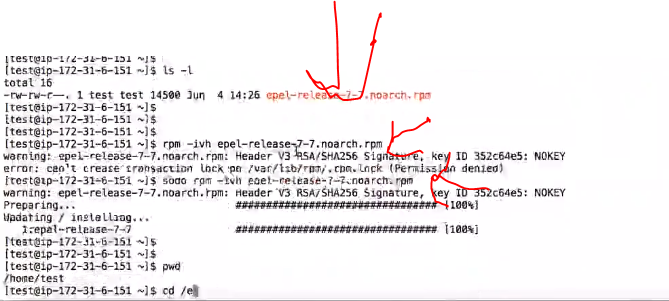 [test@ip-172-31-6-151 ~]$
[test@ip-172-31-6-151 ~]$ ls -l
total 16
-rw-rw-r--. 1 test test 14500 Jun 4 14:26 epel-release-7-7.noarch.rpm
[test@ip-172-31-6-151 ~]$
[test@ip-172-31-6-151 ~]$
[test@ip-172-31-6-151 ~]$
[test@ip-172-31-6-151 ~]$ rpm -ivh epel-release-7-7.noarch.rpm
warning: epel-release-7-7.noarch.rpm: Header V3 RSA/SHA256 Signature, key ID 352c64e5: NOKEY
error: can't create transaction lock on /var/lib/rpm/.rpm.lock (Permission denied)
[test@ip-172-31-6-151 ~]$ sudo rpm -ivh epel-release-7-7.noarch.rpm
warning: epel-release-7-7.noarch.rpm: Header V3 RSA/SHA256 Signature, key ID 352c64e5: NOKEY
Preparing... ################################# [100%]
Updating / installing...
1:epel-release-7-7 ################################# [100%]
[test@ip-172-31-6-151 ~]$
[test@ip-172-31-6-151 ~]$
[test@ip-172-31-6-151 ~]$ pwd
/home/test
[test@ip-172-31-6-151 ~]$ cd /e